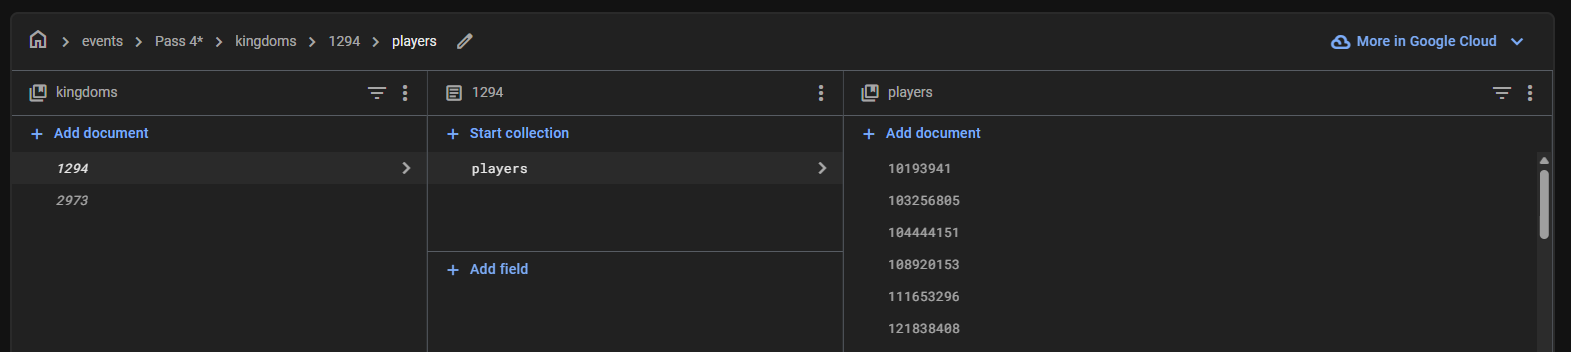 events > Pass 4* > kingdoms > 1294 > players
More in Google Cloud
kingdoms
1294
players
+ Add document
+ Start collection
+ Add document
1294
players
10193941
2973
103256805
104444151
+ Add field
108920153
111653296
121838408